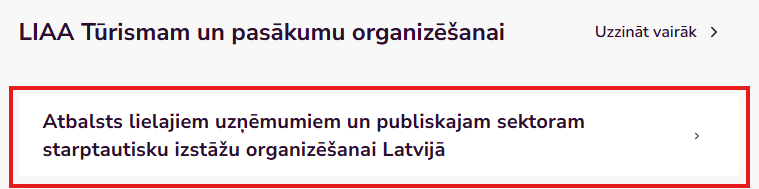 LIAA Tūrismam un pasākumu organizēšanai
Uzzināt vairāk
Atbalsts lielajiem uzņēmumiem un publiskajam sektoram
starptautisku izstāžu organizēšanai Latvijā